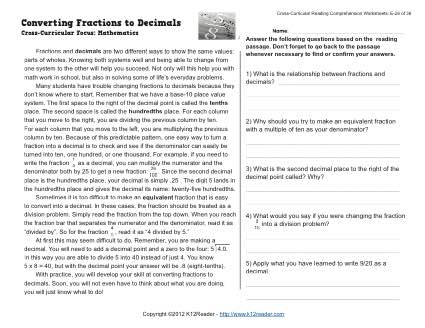 Cross-Curricular Reading Comprehension Worksheets: E-26 of 36
Converting Fractions to Decimals
Cross-Curricular Focus: Mathematics
Fractions and decimals are two different ways to show the same values:
parts of wholes. Knowing both systems well and being able to change from
one system to the other will help you succeed. Not only will this help you with
math work in school, but also in solving some of life's everyday problems.
Many students have trouble changing fractions to decimals because they
don't know where to start. Remember that we have a base-10 place value
system. The first space to the right of the decimal point is called the tenths
place. The second space is called the hundredths place. For each column
that you move to the right, you are dividing the previous column by ten.
For each column that you move to the left, you are multiplying the previous
column by ten. Because of this predictable pattern, one easy way to turn a
fraction into a decimal is to check and see if the denominator can easily be
turned into ten, one hundred, or one thousand. For example, if you need to
write the fraction as a decimal, you can multiply the numerator and the
denominator both by 25 to get a new fraction: 25/100. Since the second decimal
place is the hundredths place, your decimal is simply .25 . The digit 5 lands in
the hundredths place and gives the decimal its name: twenty-five hundredths.
Sometimes it is too difficult to make an equivalent fraction that is easy
to convert into a decimal. In these cases, the fraction should be treated as a
division problem. Simply read the fraction from the top down. When you reach
the fraction bar that separates the numerator and the denominator, read it as
"divided by". So for the fraction , read it as "4 divided by 5."
At first this may seem difficult to do. Remember, you are making a
decimal. You will need to add a decimal point and a zero to the four: 5 4.0.
In this way you are able to divide 5 into 40 instead of just 4. You know
5 x 8 = 40, but with the decimal point your answer will be .8 (eight-tenths).
With practice, you will develop your skill at converting fractions to
decimals. Soon, you will not even have to think about what you are doing,
you will just know what to do!
Name:
Answer the following questions based on the reading
passage. Don't forget to go back to the passage
whenever necessary to find or confirm your answers.
1) What is the relationship between fractions and
decimals?
2) Why should you try to make an equivalent fraction
with a multiple of ten as your denominator?
3) What is the second decimal place to the right of the
decimal point called? Why?
4) What would you say if you were changing the fraction
into a division problem?
5) Apply what you have learned to write 9/20 as a
decimal.
Copyright ©2012 K12Reader - http://www.k12reader.com